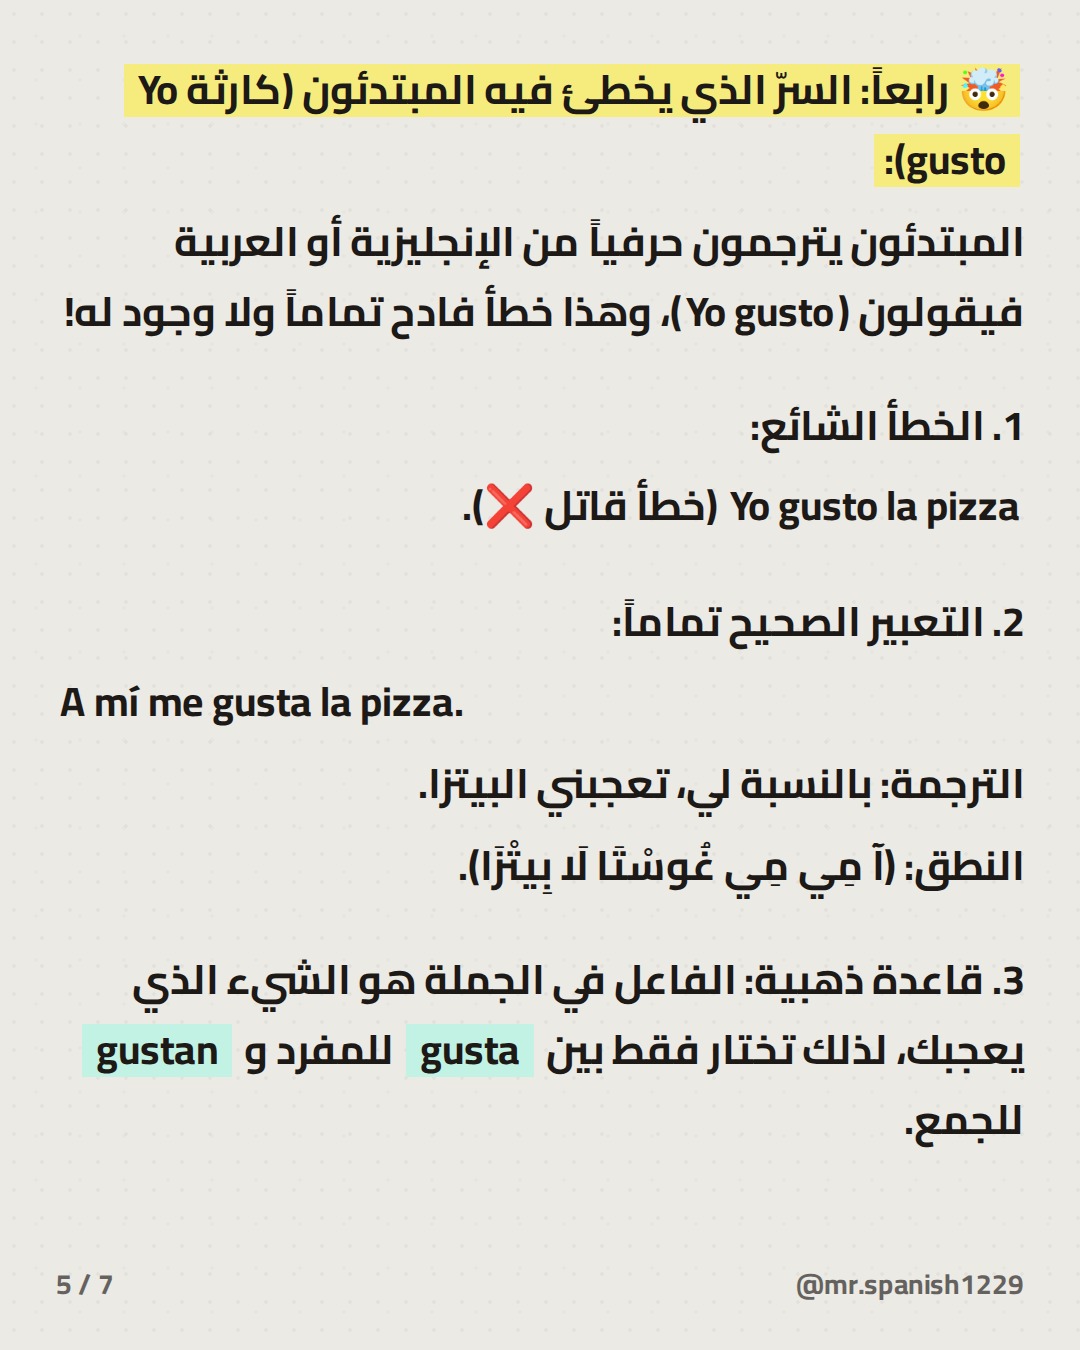 🤯 رابعاً: السرّ الذي يخطئ فيه المبتدئون (كارثة Yo
gusto):
المبتدئون يترجمون حرفياً من الإنجليزية أو العربية
فيقولون (Yo gusto)، وهذا خطأ فادح تماماً ولا وجود له!
1. الخطأ الشائع:
Yo gusto la pizza (خطأ قاتل ❌).
2. التعبير الصحيح تماماً:
A mí me gusta la pizza.
الترجمة: بالنسبة لي، تعجبني البيتزا.
النطق: (آ مِي مِي غُوسْتَا لَا بِيتْزَا).
3. قاعدة ذهبية: الفاعل في الجملة هو الشيء الذي
يعجبك، لذلك تختار فقط بين gusta للمفرد و gustan
للجمع.
5 / 7
@mr.spanish1229